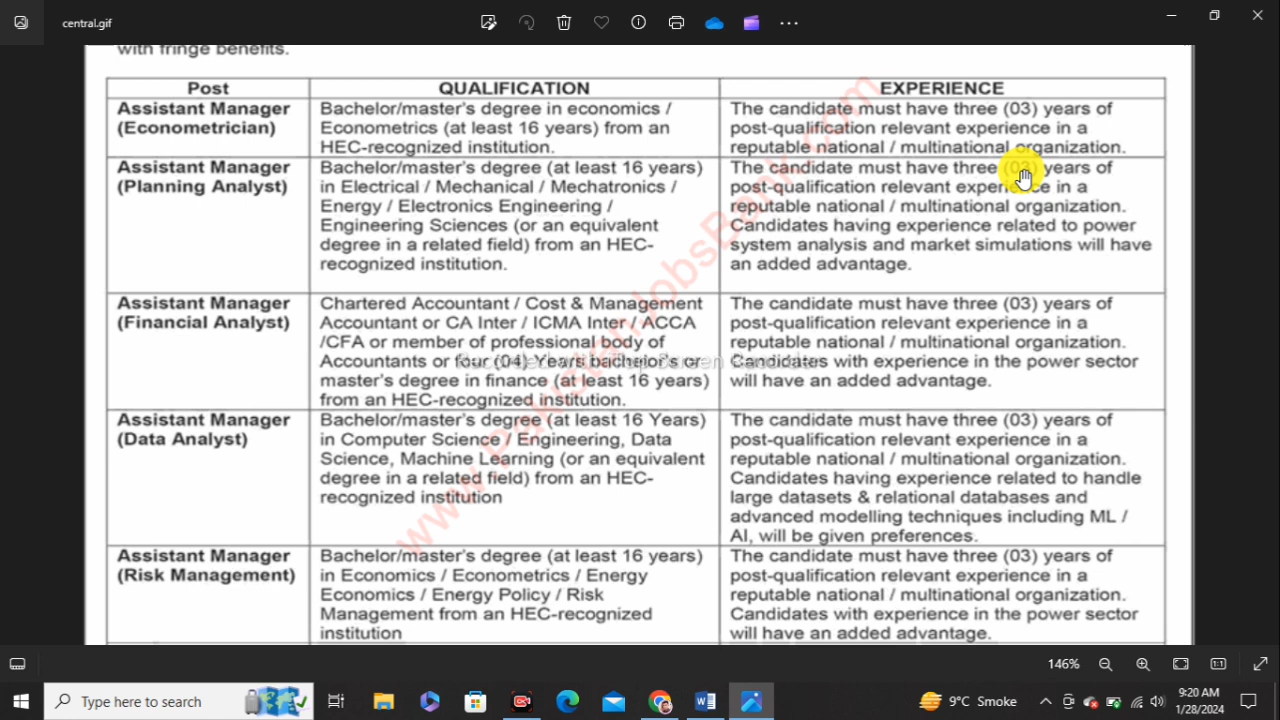 central.gif
with fringe benefits.
Post QUALIFICATION EXPERIENCE
Assistant Manager
(Econometrician)
Bachelor/master's degree in economics /
Econometrics (at least 16 years) from an
HEC-recognized institution.
The candidate must have three (03) years of
post-qualification relevant experience in a
reputable national / multinational organization.
Assistant Manager
(Planning Analyst)
Bachelor/master's degree (at least 16 years)
in Electrical / Mechanical / Mechatronics /
Energy / Electronics Engineering /
Engineering Sciences (or an equivalent
degree in a related field) from an HEC-
recognized institution.
The candidate must have three (03) years of
post-qualification relevant experience in a
reputable national / multinational organization.
Candidates having experience related to power
system analysis and market simulations will have
an added advantage.
Assistant Manager
(Financial Analyst)
Chartered Accountant / Cost & Management
Accountant or CA Inter / ICMA Inter / ACCA
/CFA or member of professional body of
Accountants or four (04) Years bachelor's or
master's degree in finance (at least 16 years)
from an HEC-recognized institution.
The candidate must have three (03) years of
post-qualification relevant experience in a
reputable national / multinational organization.
Candidates with experience in the power sector
will have an added advantage.
Assistant Manager
(Data Analyst)
Bachelor/master's degree (at least 16 Years)
in Computer Science / Engineering, Data
Science, Machine Learning (or an equivalent
degree in a related field) from an HEC-
recognized institution
The candidate must have three (03) years of
post-qualification relevant experience in a
reputable national / multinational organization.
Candidates having experience related to handle
large datasets & relational databases and
advanced modelling techniques including ML /
AI, will be given preferences.
Assistant Manager
(Risk Management)
Bachelor/master's degree (at least 16 years)
in Economics / Econometrics / Energy
Economics / Energy Policy / Risk
Management from an HEC-recognized
institution
The candidate must have three (03) years of
post-qualification relevant experience in a
reputable national / multinational organization.
Candidates with experience in the power sector
will have an added advantage.
www.PakistanJobsBank.com
146%
1:1
Type here to search
9°C Smoke
9:20 AM
1/28/2024